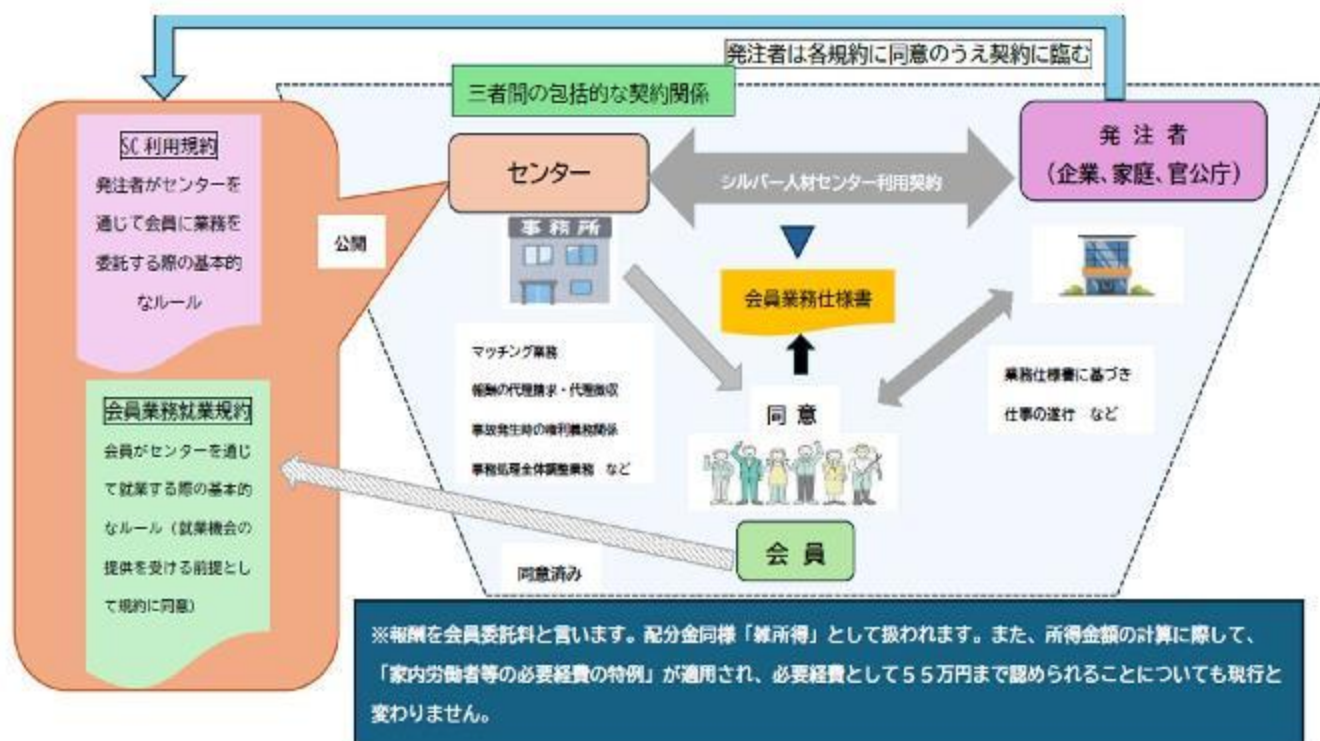 発注者は各規約に同意のうえ契約に臨む
三者間の包括的な契約関係
SC利用規約
発注者がセンターを
通じて会員に業務を
委託する際の基本的
なルール
公開
センター
シルバー人材センター利用契約
発 注 者
(企業、家庭、官公庁)
事務所
会員業務仕様書
マッチング業務
報酬の代理請求・代理徴収
事故発生時の権利義務関係
事務処理全体調整業務 など
同 意
業務仕様書に基づき
仕事の遂行 など
会員業務就業規約
会員がセンターを通じ
て就業する際の基本的
なルール(就業機会の
提供を受ける前提とし
て規約に同意)
会 員
同意済み
※報酬を会員委託料と言います。配分金同様「雑所得」として扱われます。また、所得金額の計算に際して、
「家内労働者等の必要経費の特例」が適用され、必要経費として55万円まで認められることについても現行と
変わりません。